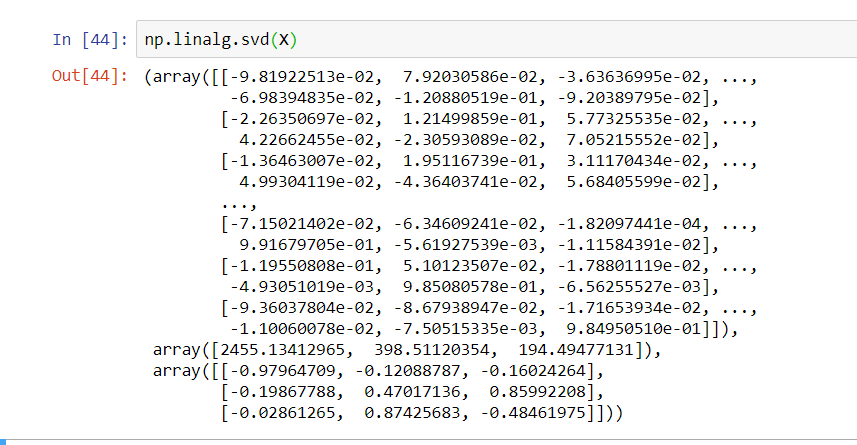 In [44]: np.linalg.svd(X)
Out[44]: (array([[-9.81922513e-02, 7.92030586e-02, -3.63636995e-02, ...,
-6.98394835e-02, -1.20880519e-01, -9.20389795e-02],
[-2.26350697e-02, 1.21499859e-01, 5.77325535e-02, ...,
4.22662455e-02, -2.30593089e-02, 7.05215552e-02],
[-1.36463007e-02, 1.95116739e-01, 3.11170434e-02, ...,
4.99304119e-02, -4.36403741e-02, 5.68405599e-02],
...,
[-7.15021402e-02, -6.34609241e-02, -1.82097441e-04, ...,
9.91679705e-01, -5.61927539e-03, -1.11584391e-02],
[-1.19550808e-01, 5.10123507e-02, -1.78801119e-02, ...,
-4.93051019e-03, 9.85080578e-01, -6.56255527e-03],
[-9.36037804e-02, -8.67938947e-02, -1.71653934e-02, ...,
-1.10060078e-02, -7.50515335e-03, 9.84950510e-01]]),
array([2455.13412965, 398.51120354, 194.49477131]),
array([[-0.97964709, -0.12088787, -0.16024264],
[-0.19867788, 0.47017136, 0.85992208],
[-0.02861265, 0.87425683, -0.48461975]]))